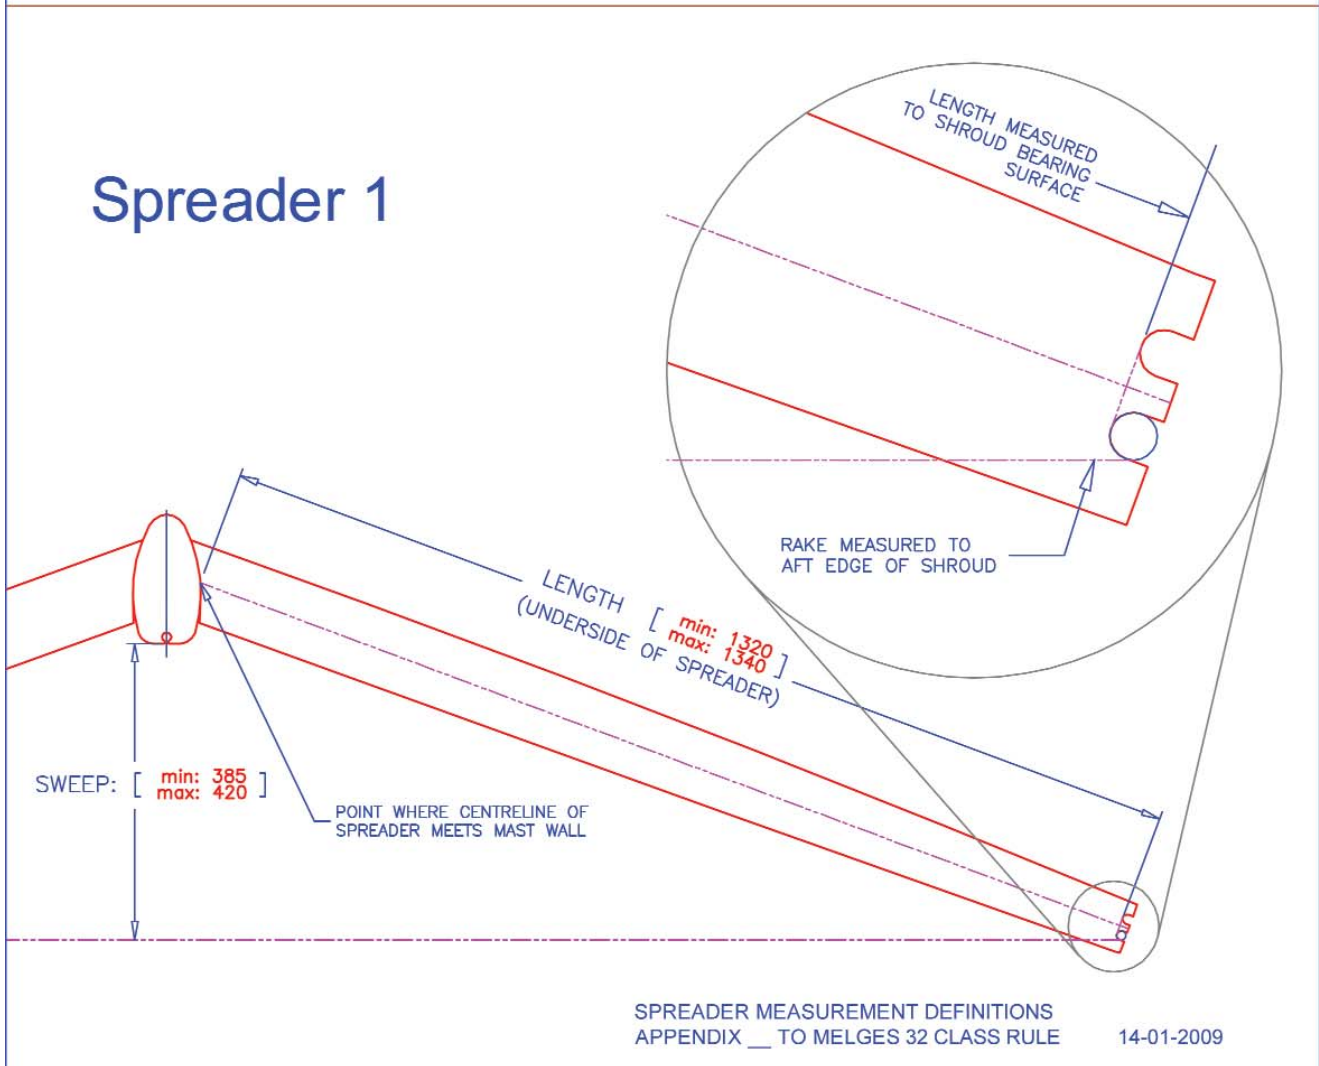 Spreader 1
LENGTH MEASURED
TO SHROUD BEARING
SURFACE
RAKE MEASURED TO
AFT EDGE OF SHROUD
LENGTH [ min: 1320
max: 1340 ]
(UNDERSIDE OF SPREADER)
SWEEP: [ min: 385
max: 420 ]
POINT WHERE CENTRELINE OF
SPREADER MEETS MAST WALL
SPREADER MEASUREMENT DEFINITIONS
APPENDIX __ TO MELGES 32 CLASS RULE 14-01-2009